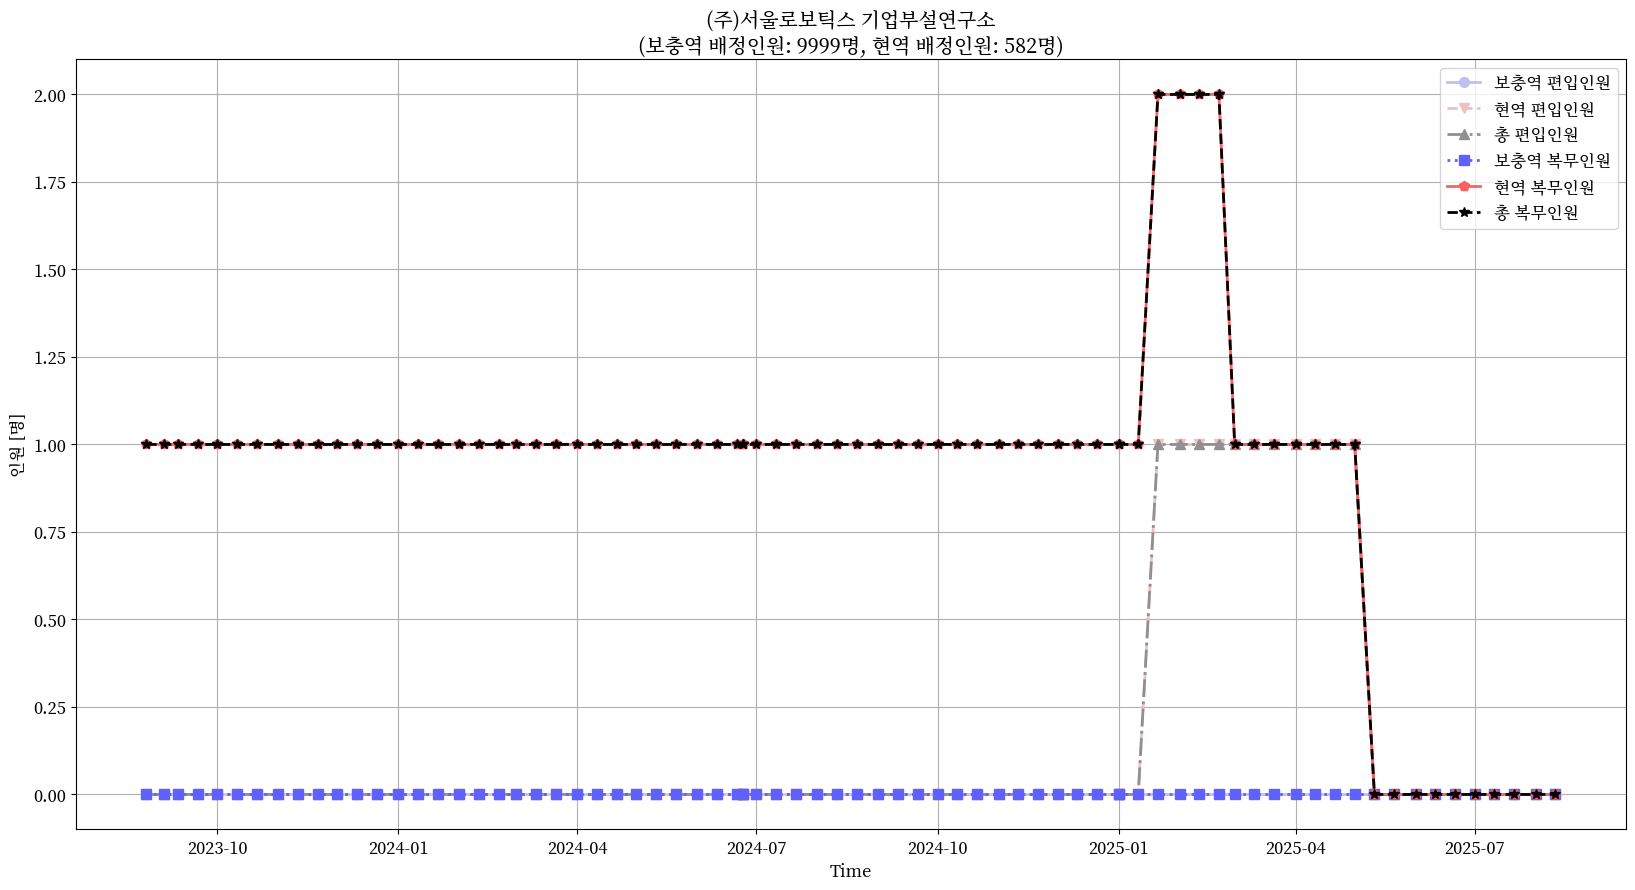 (주)서울로보틱스 기업부설연구소
(보충역 배정인원: 9999명, 현역 배정인원: 582명)
2.00
1.75
1.50
1.25
1.00
0.75
0.50
0.25
0.00
인원 [명]
보충역 편입인원
현역 편입인원
총 편입인원
보충역 복무인원
현역 복무인원
총 복무인원
2023-10
2024-01
2024-04
2024-07
2024-10
2025-01
2025-04
2025-07
Time